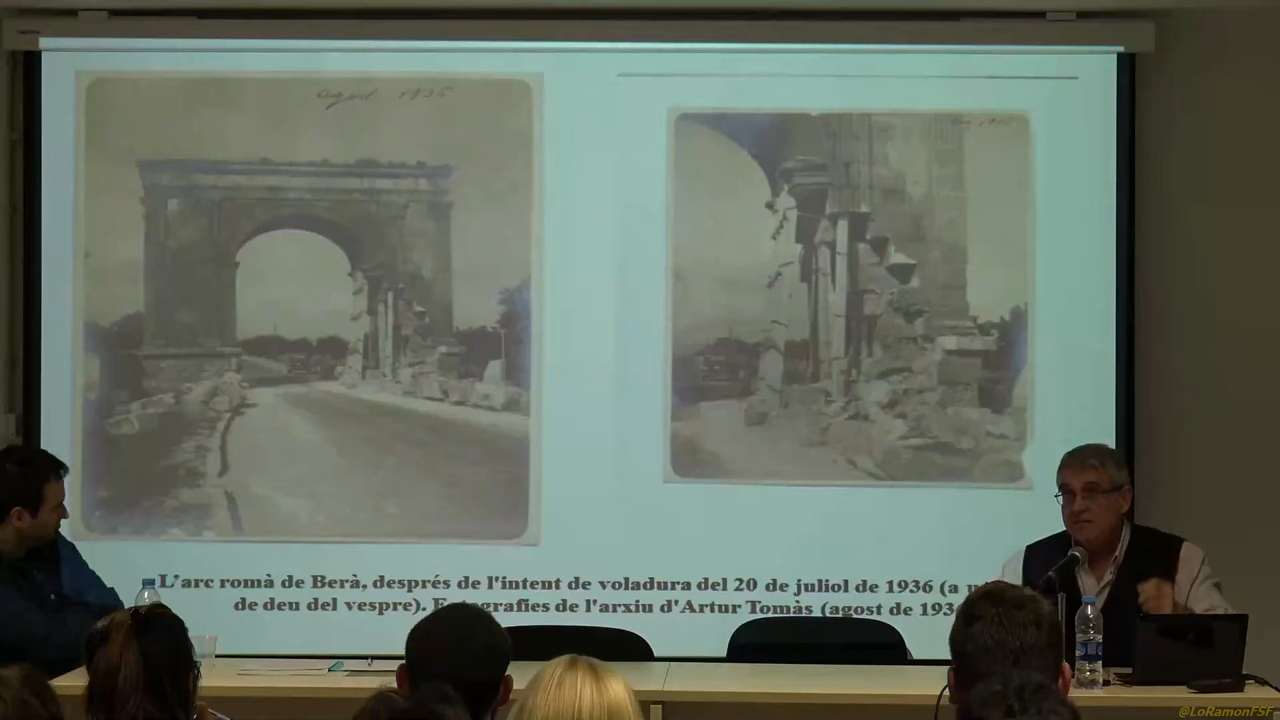 agost 1936
L'arc romà de Berà, després de l'intent de voladura del 20 de juliol de 1936 (a
de deu del vespre). Fotografies de l'arxiu d'Artur Tomàs (agost de 193
@LoRamonFSF